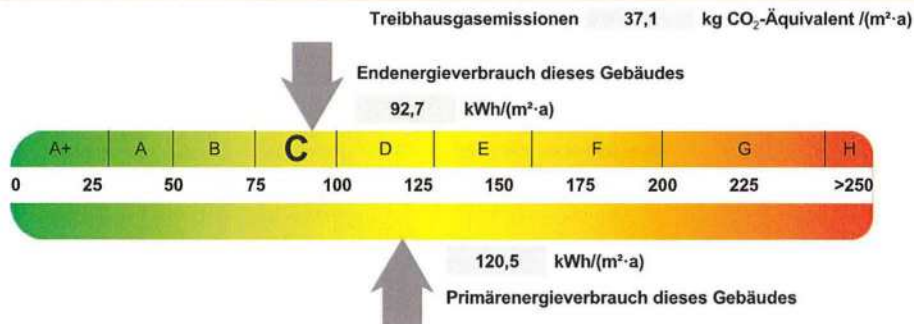 Treibhausgasemissionen 37,1 kg CO₂-Äquivalent /(m²·a)
Endenergieverbrauch dieses Gebäudes
92,7 kWh/(m²·a)
A+ A B C D E F G H
0 25 50 75 100 125 150 175 200 225 >250
120,5 kWh/(m²·a)
Primärenergieverbrauch dieses Gebäudes